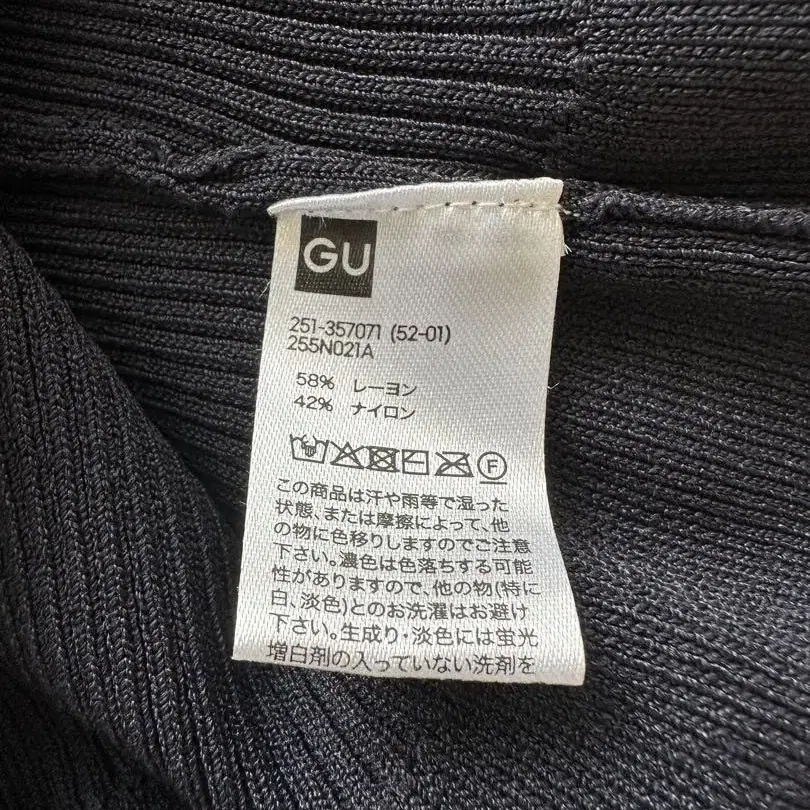 GU
251-357071 (52-01)
255N021A
58% レーヨン
42% ナイロン
F
この商品は汗や雨等で湿った
状態、または摩擦によって、他
の物に色移りしますのでご注意
下さい。濃色は色落ちする可能
性がありますので、他の物(特に
白、淡色)とのお洗濯はお避け
下さい。生成り・淡色には蛍光
増白剤の入っていない洗剤を